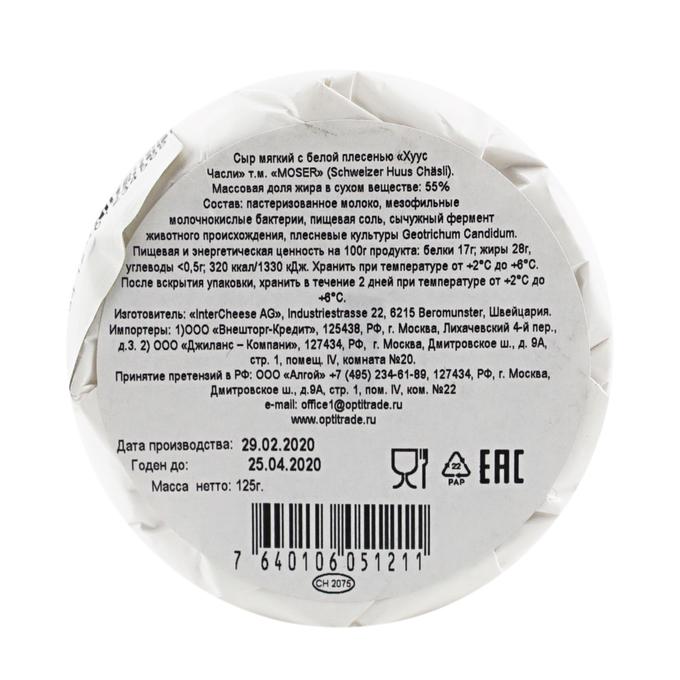 Сыр мягкий с белой плесенью «Хуус
Часли» т.м. «MOSER» (Schweizer Huus Chäsli).
Массовая доля жира в сухом веществе: 55%
Состав: пастеризованное молоко, мезофильные
молочнокислые бактерии, пищевая соль, сычужный фермент
животного происхождения, плесневые культуры Geotrichum Candidum.
Пищевая и энергетическая ценность на 100г продукта: белки 17г; жиры 28г,
углеводы <0,5г; 320 ккал/1330 кДж. Хранить при температуре от +2°С до +6°С.
После вскрытия упаковки, хранить в течение 2 дней при температуре от +2°С до
+6°С.
Изготовитель: «InterCheese AG», Industriestrasse 22, 6215 Beromunster, Швейцария.
Импортеры: 1)ООО «Внешторг-Кредит», 125438, РФ, г. Москва, Лихачевский 4-й пер.,
д.3. 2) ООО «Джиланс – Компани», 127434, РФ, г. Москва, Дмитровское ш., д. 9А,
стр. 1, помещ. IV, комната №20.
Принятие претензий в РФ: ООО «Алгой» +7 (495) 234-61-89, 127434, РФ, г. Москва,
Дмитровское ш., д.9А, стр. 1, пом. IV, ком. №22
e-mail: office1@optitrade.ru
www.optitrade.ru
Дата производства: 29.02.2020
Годен до: 25.04.2020
Масса нетто: 125г.
22
PAP
EAC
7 640106 051211
CH 2075